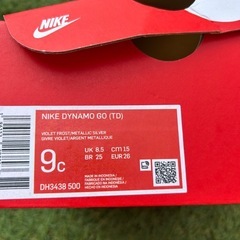 NIKE
NIKE DYNAMO GO (TD)
VIOLET FROST/METALLIC SILVER
GIVRE VIOLET/ARGENT METALLIQUE
9C
UK 8.5 CM 15
BR 25 EUR 26
DH3438 500